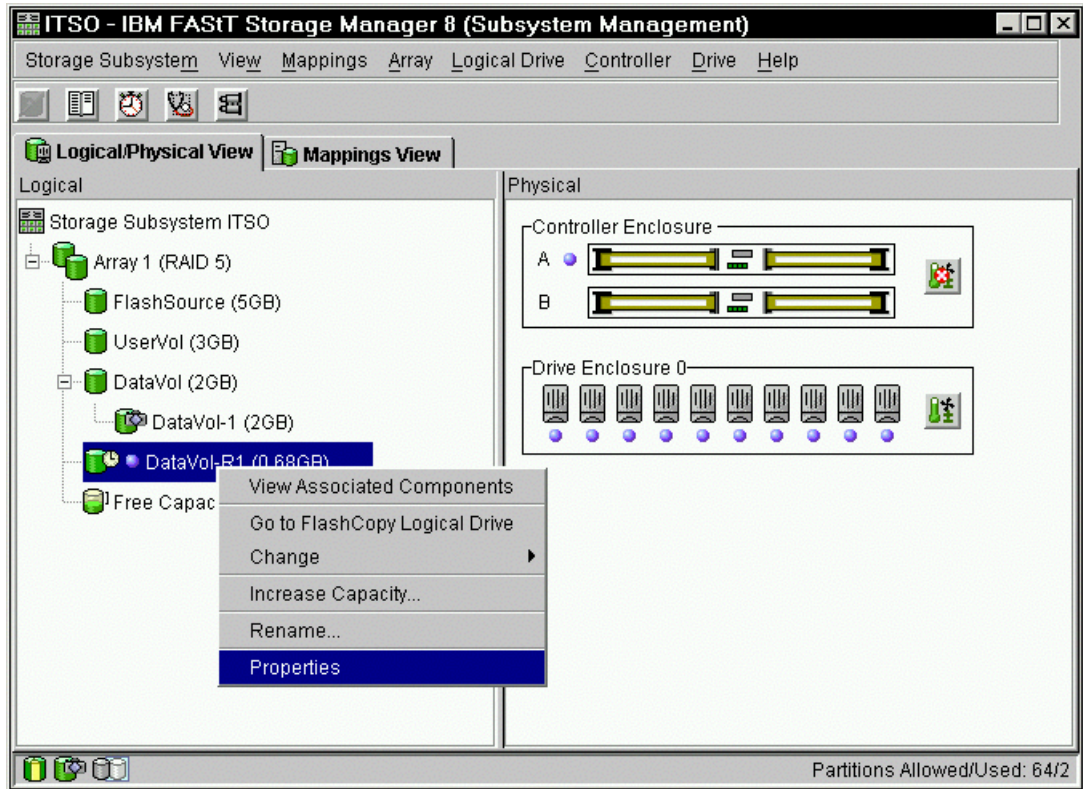 ITSO - IBM FAStT Storage Manager 8 (Subsystem Management)
Storage Subsystem View Mappings Array Logical Drive Controller Drive Help
Logical/Physical View Mappings View
Logical
Storage Subsystem ITSO
Array 1 (RAID 5)
FlashSource (5GB)
UserVol (3GB)
DataVol (2GB)
DataVol-1 (2GB)
DataVol-R1 (0.68GB)
Free Capac
View Associated Components
Go to FlashCopy Logical Drive
Change
Increase Capacity...
Rename...
Properties
Physical
Controller Enclosure
A
B
Drive Enclosure 0
Partitions Allowed/Used: 64/2